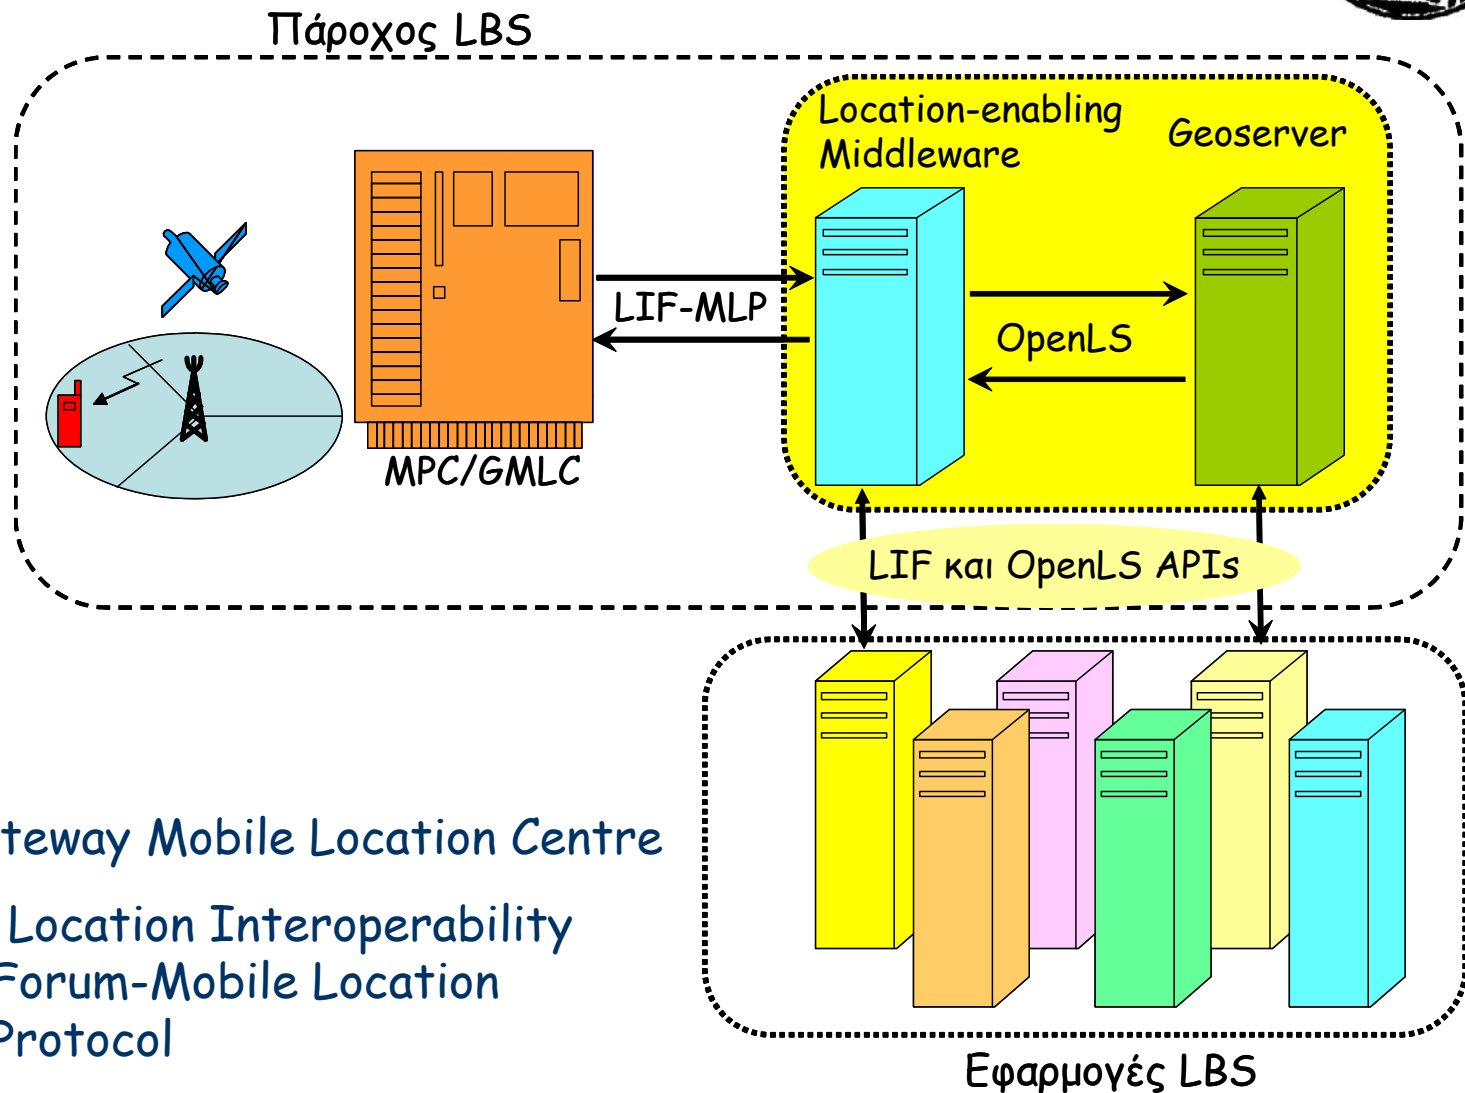 Πάροχος LBS
Location-enabling
Middleware
Geoserver
LIF-MLP
OpenLS
MPC/GMLC
LIF και OpenLS APIs
teway Mobile Location Centre
Location Interoperability
Forum-Mobile Location
Protocol
Εφαρμογές LBS